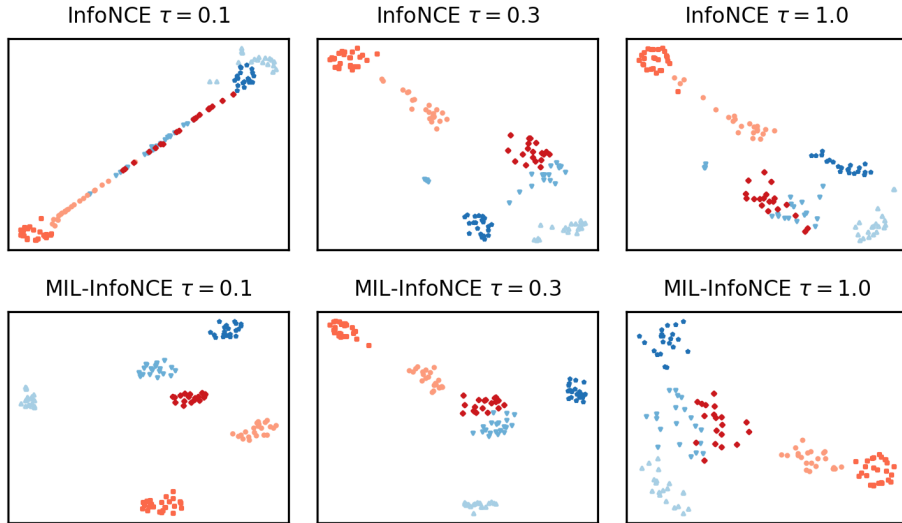 InfoNCE τ = 0.1
InfoNCE τ = 0.3
InfoNCE τ = 1.0
MIL-InfoNCE τ = 0.1
MIL-InfoNCE τ = 0.3
MIL-InfoNCE τ = 1.0